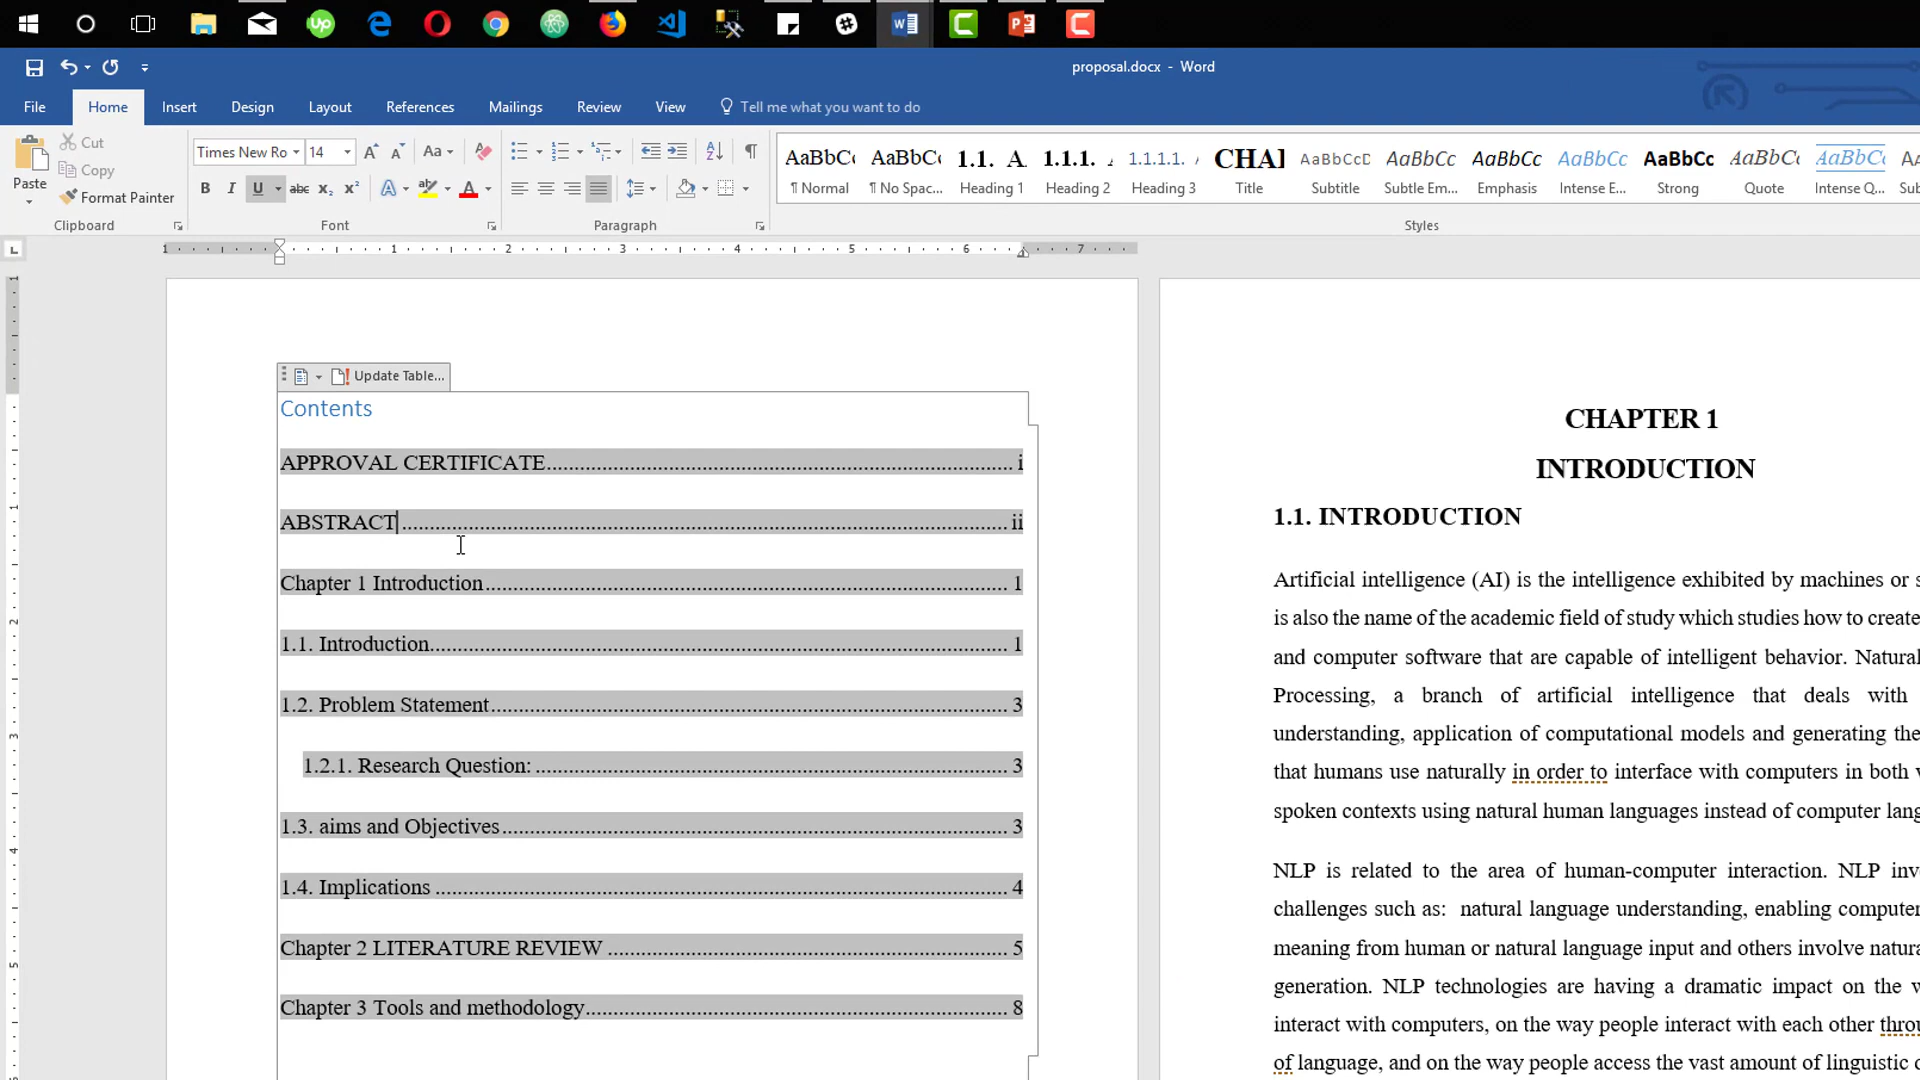 proposal.docx - Word
File Home Insert Design Layout References Mailings Review View Tell me what you want to do
Paste
Cut
Copy
Format Painter
Clipboard
Times New Ro 14
Font
Paragraph
AaBbCc AaBbCc 1.1. A 1.1.1. 1.1.1.1. CHA AaBbCcD AaBbCc AaBbCc AaBbCc AaBbCc AaBbCc AaBbCc
¶ Normal ¶ No Spac... Heading 1 Heading 2 Heading 3 Title Subtitle Subtle Em... Emphasis Intense E... Strong Quote Intense Q...
Styles
1 1 2 3 4 5 6 7
Update Table...
Contents
APPROVAL CERTIFICATE.......... i
ABSTRACT.......... ii
Chapter 1 Introduction.......... 1
1.1. Introduction.......... 1
1.2. Problem Statement.......... 3
1.2.1. Research Question: .......... 3
1.3. aims and Objectives.......... 3
1.4. Implications .......... 4
Chapter 2 LITERATURE REVIEW .......... 5
Chapter 3 Tools and methodology.......... 8
CHAPTER 1
INTRODUCTION
1.1. INTRODUCTION
Artificial intelligence (AI) is the intelligence exhibited by machines or
is also the name of the academic field of study which studies how to create
and computer software that are capable of intelligent behavior. Natural
Processing, a branch of artificial intelligence that deals with
understanding, application of computational models and generating the
that humans use naturally in order to interface with computers in both
spoken contexts using natural human languages instead of computer
NLP is related to the area of human-computer interaction. NLP
challenges such as: natural language understanding, enabling
meaning from human or natural language input and others involve
generation. NLP technologies are having a dramatic impact on the
interact with computers, on the way people interact with each other
of language, and on the way people access the vast amount of linguistic